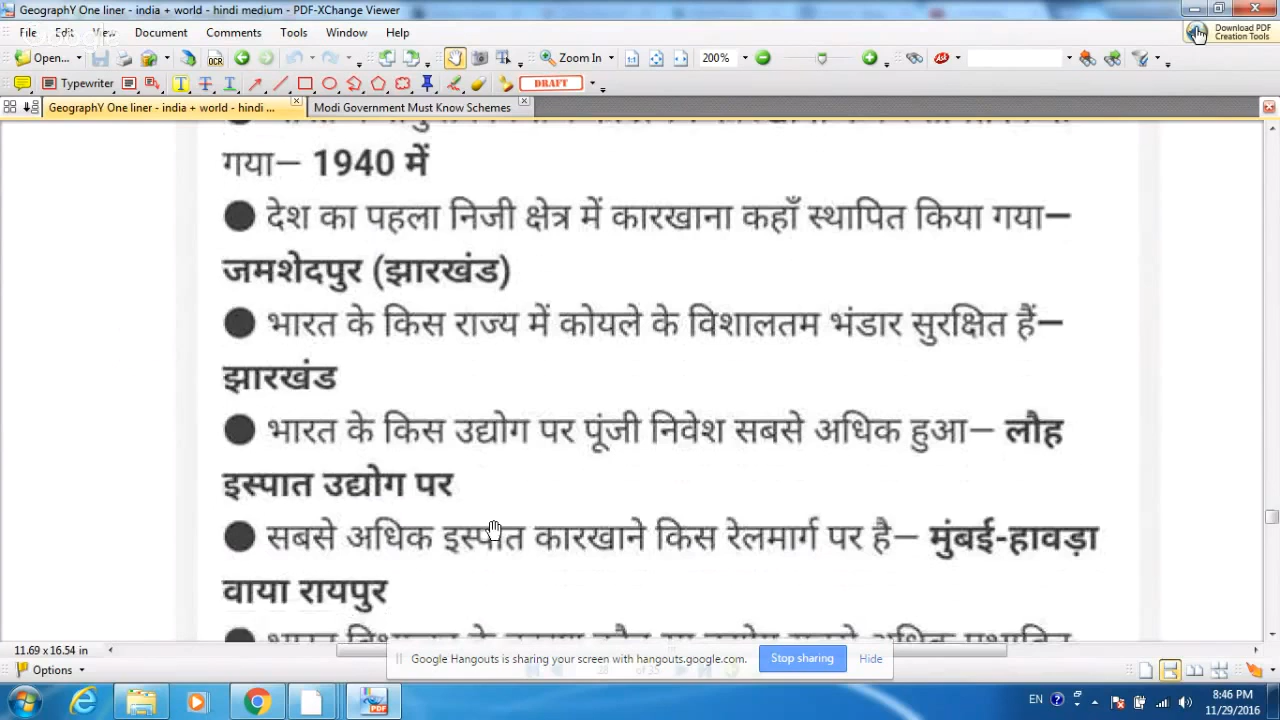 GeographY One liner - india + world - hindi medium - PDF-XChange Viewer
File Edit View Document Comments Tools Window Help
Download PDF Creation Tools
Open... OCR Zoom In 200%
Typewriter DRAFT
GeographY One liner - india + world - hindi ... Modi Government Must Know Schemes
गया— 1940 में
● देश का पहला निजी क्षेत्र में कारखाना कहाँ स्थापित किया गया—
जमशेदपुर (झारखंड)
● भारत के किस राज्य में कोयले के विशालतम भंडार सुरक्षित हैं—
झारखंड
● भारत के किस उद्योग पर पूंजी निवेश सबसे अधिक हुआ— लौह
इस्पात उद्योग पर
● सबसे अधिक इस्पात कारखाने किस रेलमार्ग पर है— मुंबई-हावड़ा
वाया रायपुर
11.69 x 16.54 in
Google Hangouts is sharing your screen with hangouts.google.com. Stop sharing Hide
Options
EN 8:46 PM
11/29/2016